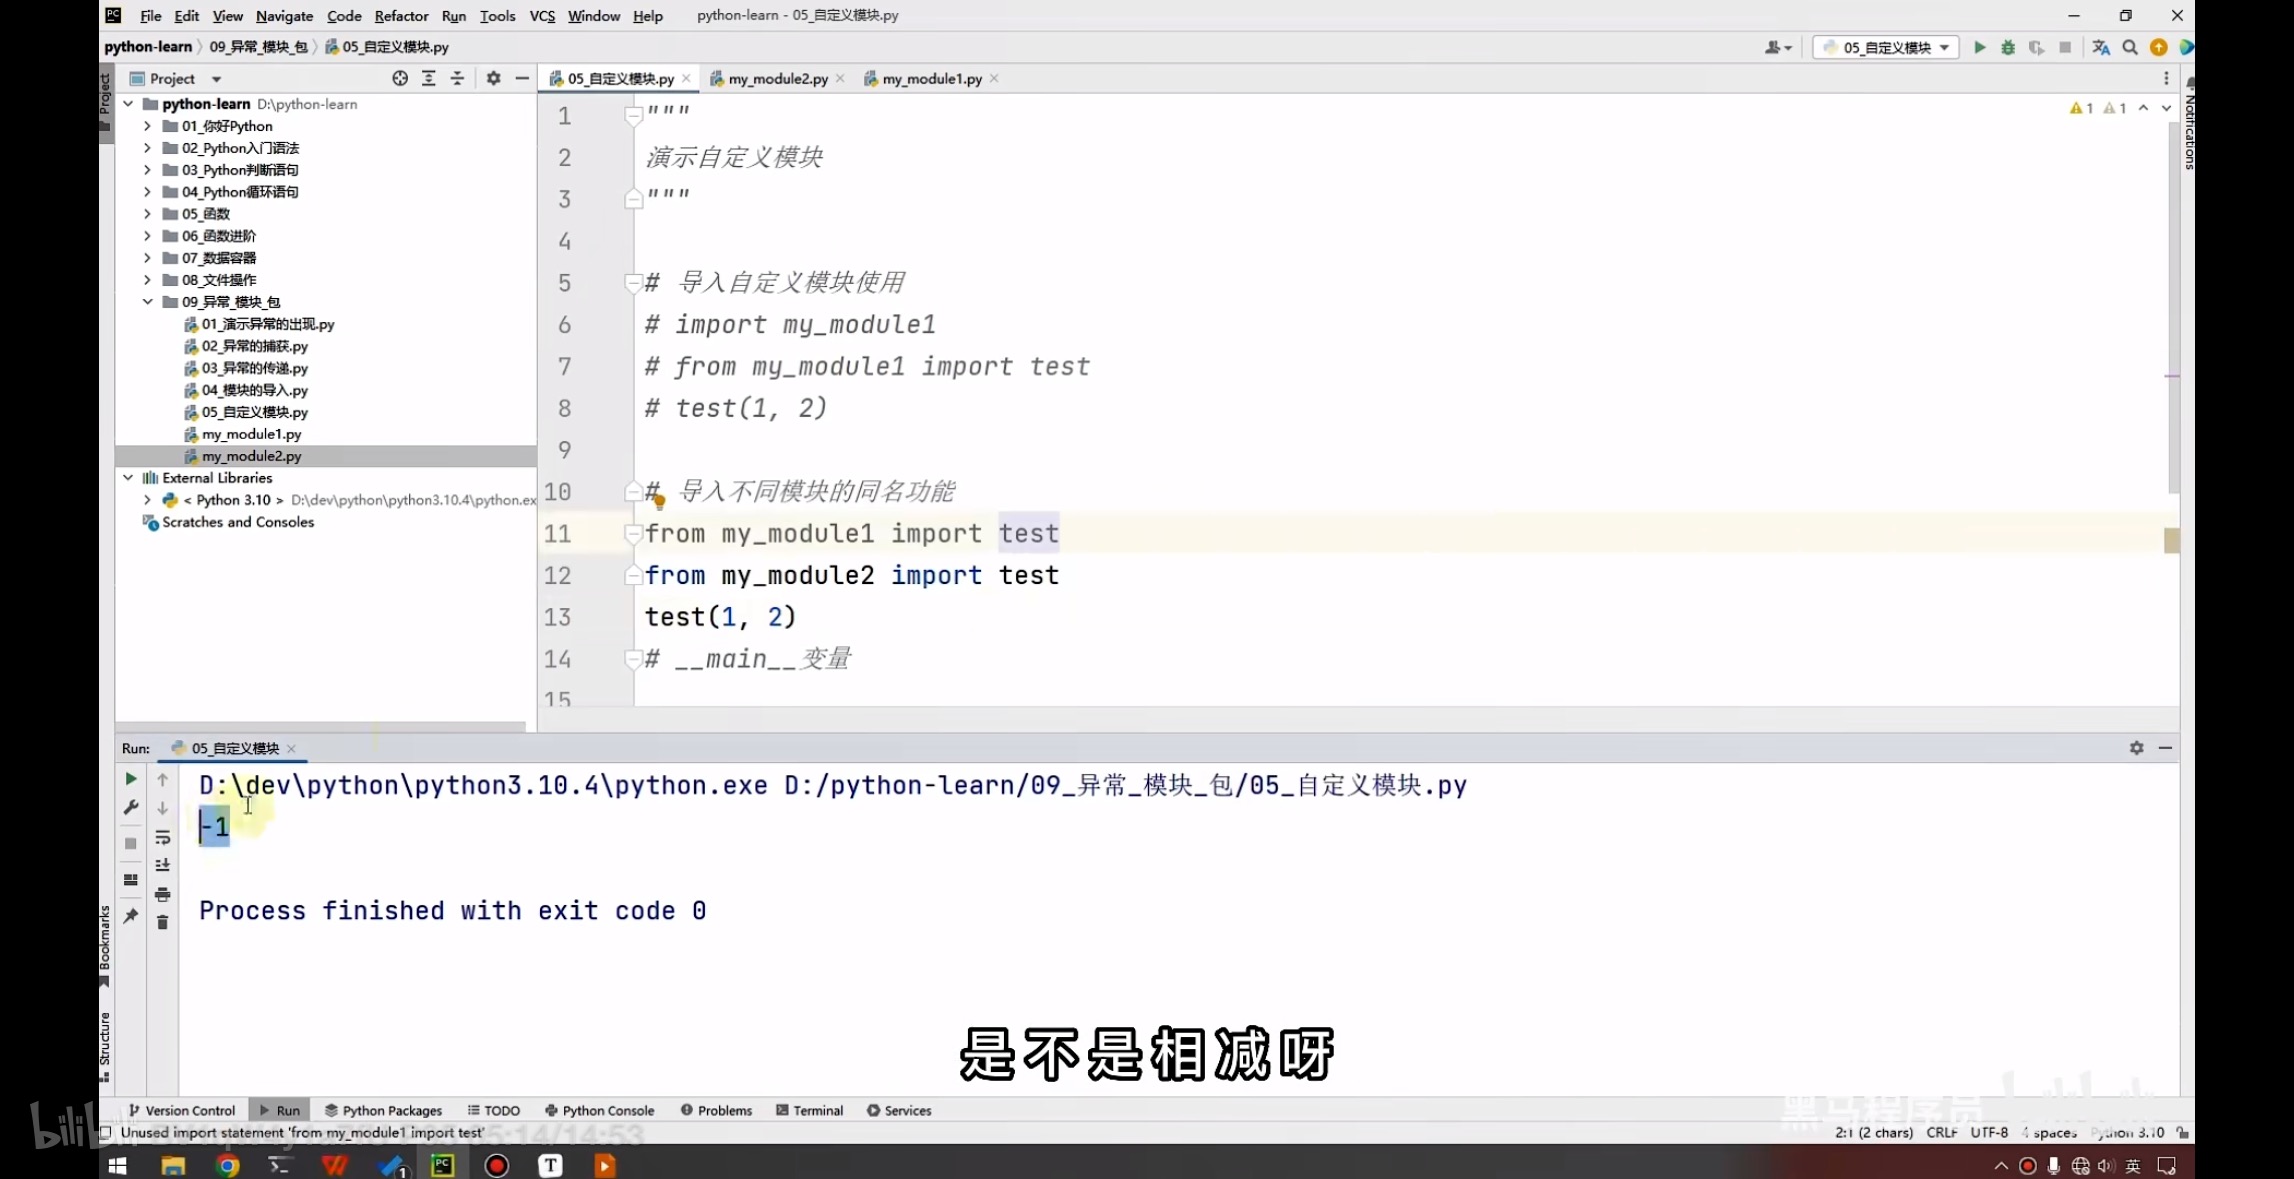 File Edit View Navigate Code Refactor Run Tools VCS Window Help python-learn - 05_自定义模块.py
python-learn 09_异常_模块_包 05_自定义模块.py
05_自定义模块
Project
Project
python-learn D:\python-learn
01_你好Python
02_Python入门语法
03_Python判断语句
04_Python循环语句
05_函数
06_函数进阶
07_数据容器
08_文件操作
09_异常_模块_包
01_演示异常的出现.py
02_异常的捕获.py
03_异常的传递.py
04_模块的导入.py
05_自定义模块.py
my_module1.py
my_module2.py
External Libraries
< Python 3.10 > D:\dev\python\python3.10.4\python.ex
Scratches and Consoles
05_自定义模块.py my_module2.py my_module1.py
1 1
Notifications
1 """
2 演示自定义模块
3 """
4
5 # 导入自定义模块使用
6 # import my_module1
7 # from my_module1 import test
8 # test(1, 2)
9
10 # 导入不同模块的同名功能
11 from my_module1 import test
12 from my_module2 import test
13 test(1, 2)
14 # __main__变量
15
Run: 05_自定义模块
D:\dev\python\python3.10.4\python.exe D:/python-learn/09_异常_模块_包/05_自定义模块.py
-1
Process finished with exit code 0
Bookmarks
Structure
是不是相减呀
Version Control Run Python Packages TODO Python Console Problems Terminal Services
黑马程序员
bilibili
Unused import statement 'from my_module1 import test'
05:14/14:53
2:1 (2 chars) CRLF UTF-8 4 spaces Python 3.10
1
英